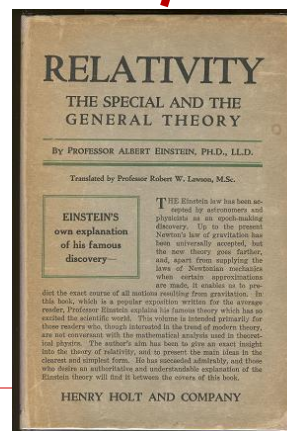 RELATIVITY
THE SPECIAL AND THE
GENERAL THEORY
By PROFESSOR ALBERT EINSTEIN, PH.D., LL.D.
Translated by Professor Robert W. Lawson, M.Sc.
EINSTEIN'S
own explanation
of his famous
discovery—
THE Einstein law has been ac-
cepted by astronomers and
physicists as an epoch-making
discovery. Up to the present
Newton's law of gravitation has
been universally accepted, but
the new theory goes farther,
and, apart from supplying the
laws of Newtonian mechanics
when certain approximations
are made, it enables us to pre-
dict the exact course of all motions resulting from gravitation. In
this book, which is a popular exposition written for the average
reader, Professor Einstein explains his famous theory which has so
excited the scientific world. This volume is intended primarily for
those readers who, though interested in the trend of modern theory,
are not conversant with the mathematical analysis used in theoret-
ical physics. The author's aim has been to give an exact insight
into the theory of relativity, and to present the main ideas in the
clearest and simplest form. He has succeeded admirably, and those
who desire an authoritative and understandable explanation of the
Einstein theory will find it between the covers of this book.
HENRY HOLT AND COMPANY